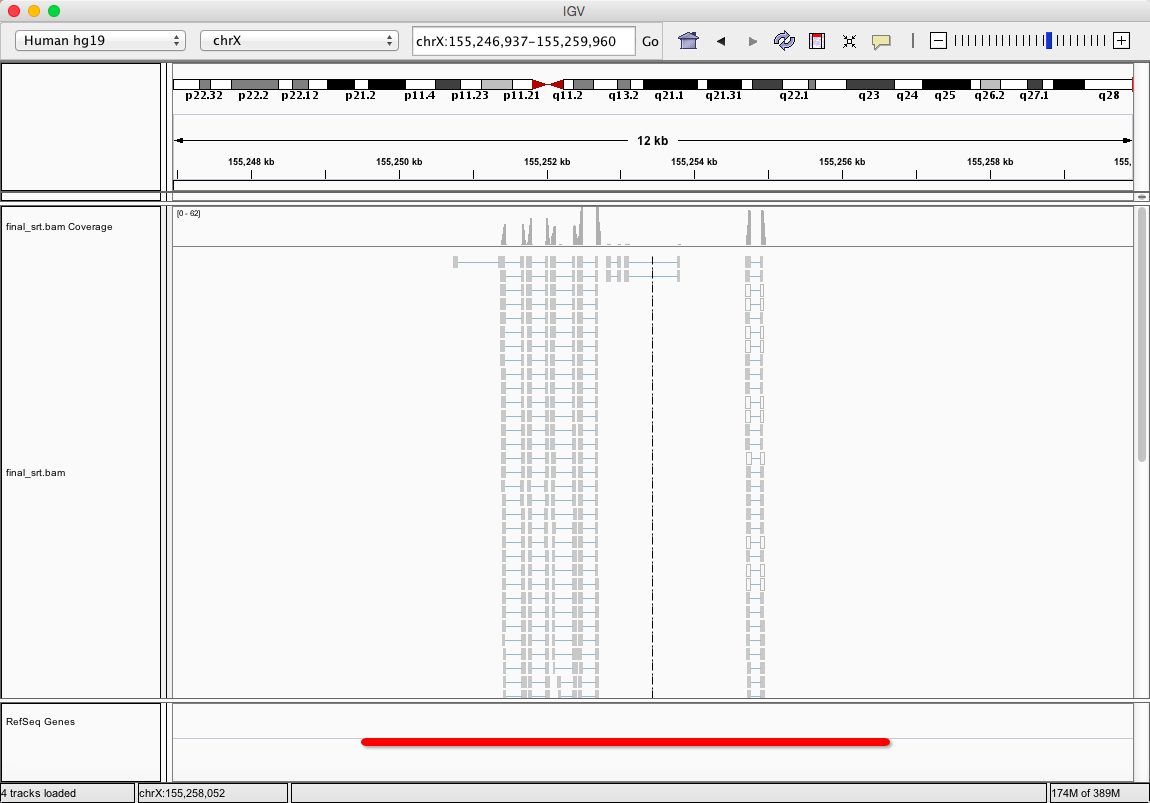 IGV
Human hg19 chrX chrX:155,246,937-155,259,960 Go
p22.32 p22.2 p22.12 p21.2 p11.4 p11.23 p11.21 q11.2 q13.2 q21.1 q21.31 q22.1 q23 q24 q25 q26.2 q27.1 q28
12 kb
155,248 kb 155,250 kb 155,252 kb 155,254 kb 155,256 kb 155,258 kb 155,
[0 - 62]
final_srt.bam Coverage
final_srt.bam
RefSeq Genes
4 tracks loaded chrX:155,258,052 174M of 389M